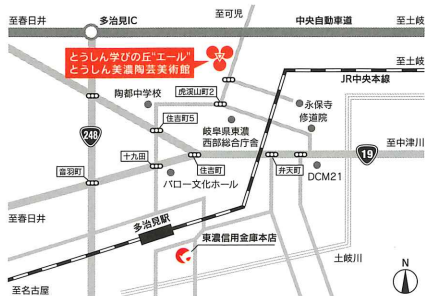 至春日井
多治見IC
至可児
中央自動車道
至土岐
とうしん学びの丘“エール”
とうしん美濃陶芸美術館
至土岐
JR中央本線
陶都中学校
虎渓山町2
永保寺
修道院
住吉町5
岐阜県東濃
西部総合庁舎
248
至中津川
19
十九田
音羽町
住吉町
弁天町
バロー文化ホール
DCM21
至春日井
多治見駅
東濃信用金庫本店
土岐川
至名古屋
N